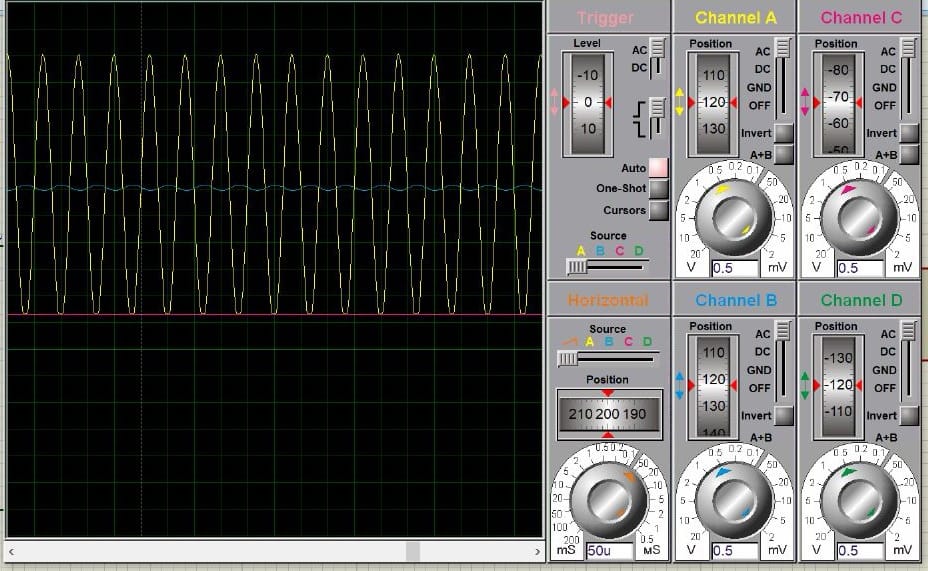 Trigger
Level
-10
0
10
AC
DC
Auto
One-Shot
Cursors
Source
A B C D
Channel A
Position
110
120
130
AC
DC
GND
OFF
Invert
A+B
0.5 0.2 0.1
1 50
2 20
5 10
10 5
20 2
V 0.5 mV
Channel C
Position
-80
-70
-60
-50
AC
DC
GND
OFF
Invert
A+B
0.5 0.2 0.1
1 50
2 20
5 10
10 5
20 2
V 0.5 mV
Horizontal
Source
A B C D
Position
210 200 190
1 0.5 0.2 0.1
2 50
5 20
10 10
20 5
50 2
100 1
200 0.5
mS 50u мS
Channel B
Position
110
120
130
140
AC
DC
GND
OFF
Invert
A+B
0.5 0.2 0.1
1 50
2 20
5 10
10 5
20 2
V 0.5 mV
Channel D
Position
-130
-120
-110
AC
DC
GND
OFF
Invert
A+B
0.5 0.2 0.1
1 50
2 20
5 10
10 5
20 2
V 0.5 mV